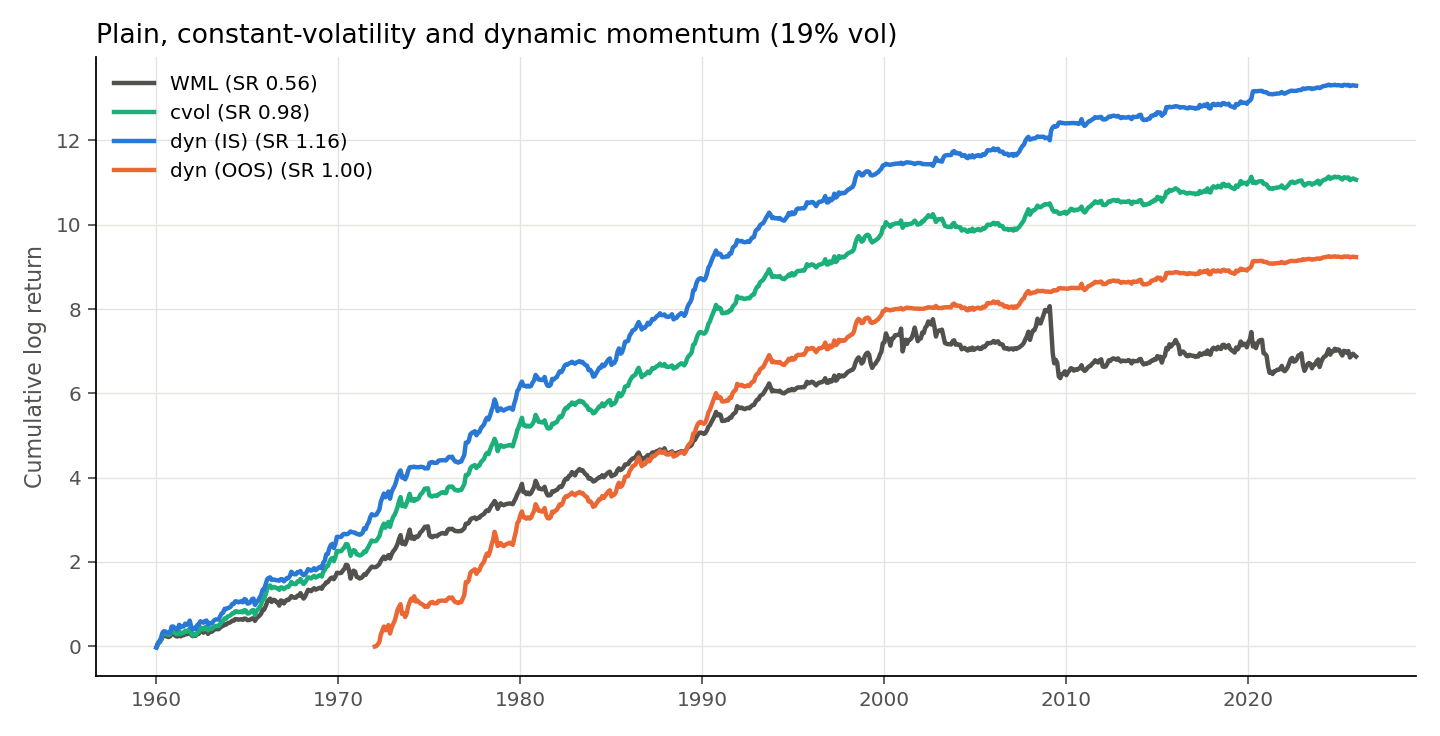 Plain, constant-volatility and dynamic momentum (19% vol)
WML (SR 0.56)
cvol (SR 0.98)
dyn (IS) (SR 1.16)
dyn (OOS) (SR 1.00)
Cumulative log return
12
10
8
6
4
2
0
1960 1970 1980 1990 2000 2010 2020